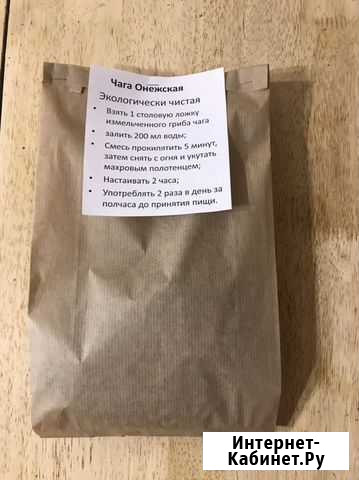 Чага Онежская
Экологически чистая
• Взять 1 столовую ложку
измельченного гриба чага
• залить 200 мл воды;
• Смесь прокипятить 5 минут,
затем снять с огня и укутать
махровым полотенцем;
• Настаивать 2 часа;
• Употреблять 2 раза в день за
полчаса до принятия пищи.
Интернет-
Кабинет.Ру